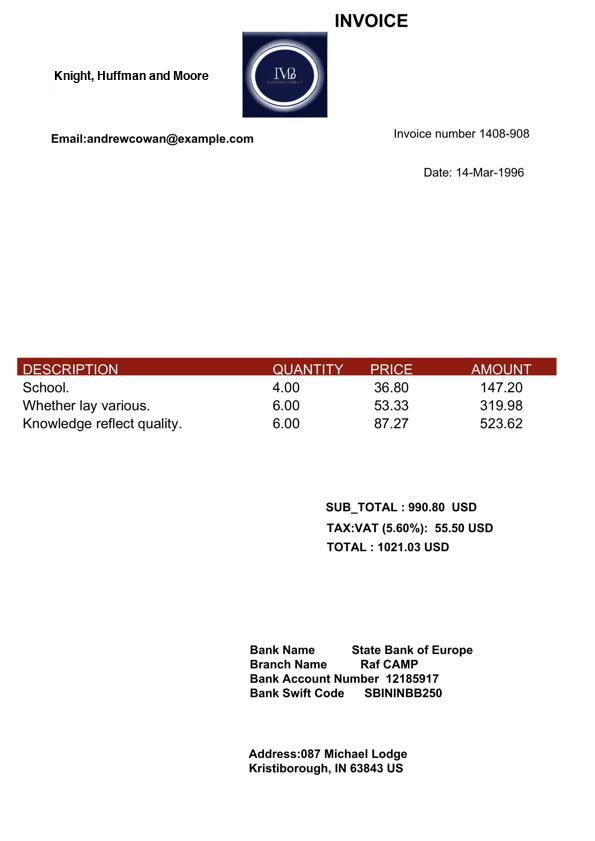 INVOICE
Knight, Huffman and Moore
Email:andrewcowan@example.com
Invoice number 1408-908
Date: 14-Mar-1996
DESCRIPTION QUANTITY PRICE AMOUNT
School. 4.00 36.80 147.20
Whether lay various. 6.00 53.33 319.98
Knowledge reflect quality. 6.00 87.27 523.62
SUB_TOTAL : 990.80 USD
TAX:VAT (5.60%): 55.50 USD
TOTAL : 1021.03 USD
Bank Name State Bank of Europe
Branch Name Raf CAMP
Bank Account Number 12185917
Bank Swift Code SBININBB250
Address:087 Michael Lodge
Kristiborough, IN 63843 US